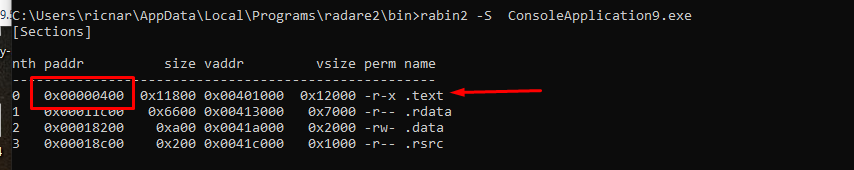 C:\Users\ricnar\AppData\Local\Programs\radare2\bin>rabin2 -S  ConsoleApplication9.exe
[Sections]
nth paddr        size vaddr       vsize perm name
0   0x00000400  0x11800 0x00401000  0x12000 -r-x .text
1   0x00011c00   0x6600 0x00413000   0x7000 -r-- .rdata
2   0x00018200    0xa00 0x0041a000   0x2000 -rw- .data
3   0x00018c00    0x200 0x0041c000   0x1000 -r-- .rsrc